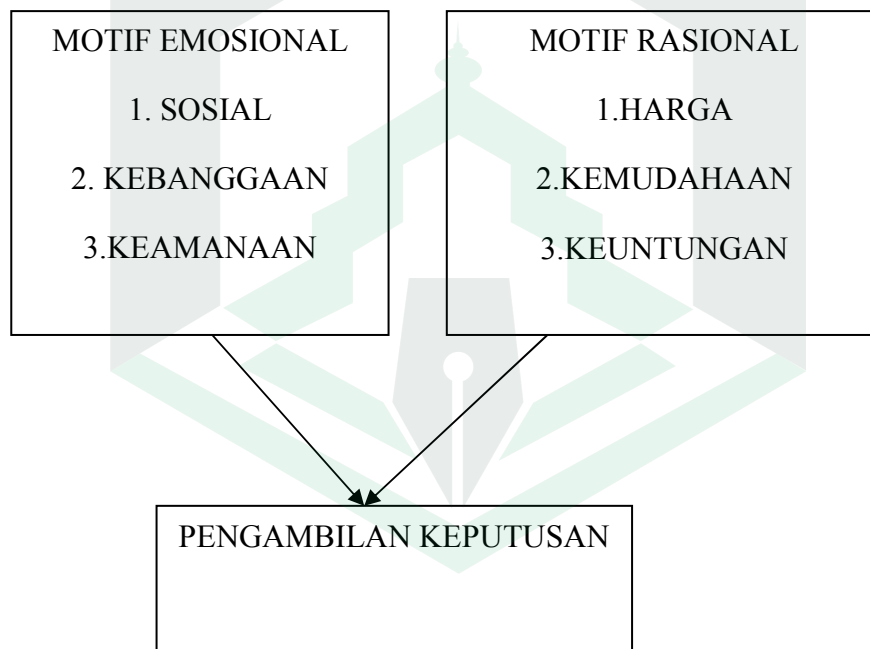 MOTIF EMOSIONAL
1. SOSIAL
2. KEBANGGAAN
3.KEAMANAAN
MOTIF RASIONAL
1.HARGA
2.KEMUDAHAAN
3.KEUNTUNGAN
PENGAMBILAN KEPUTUSAN